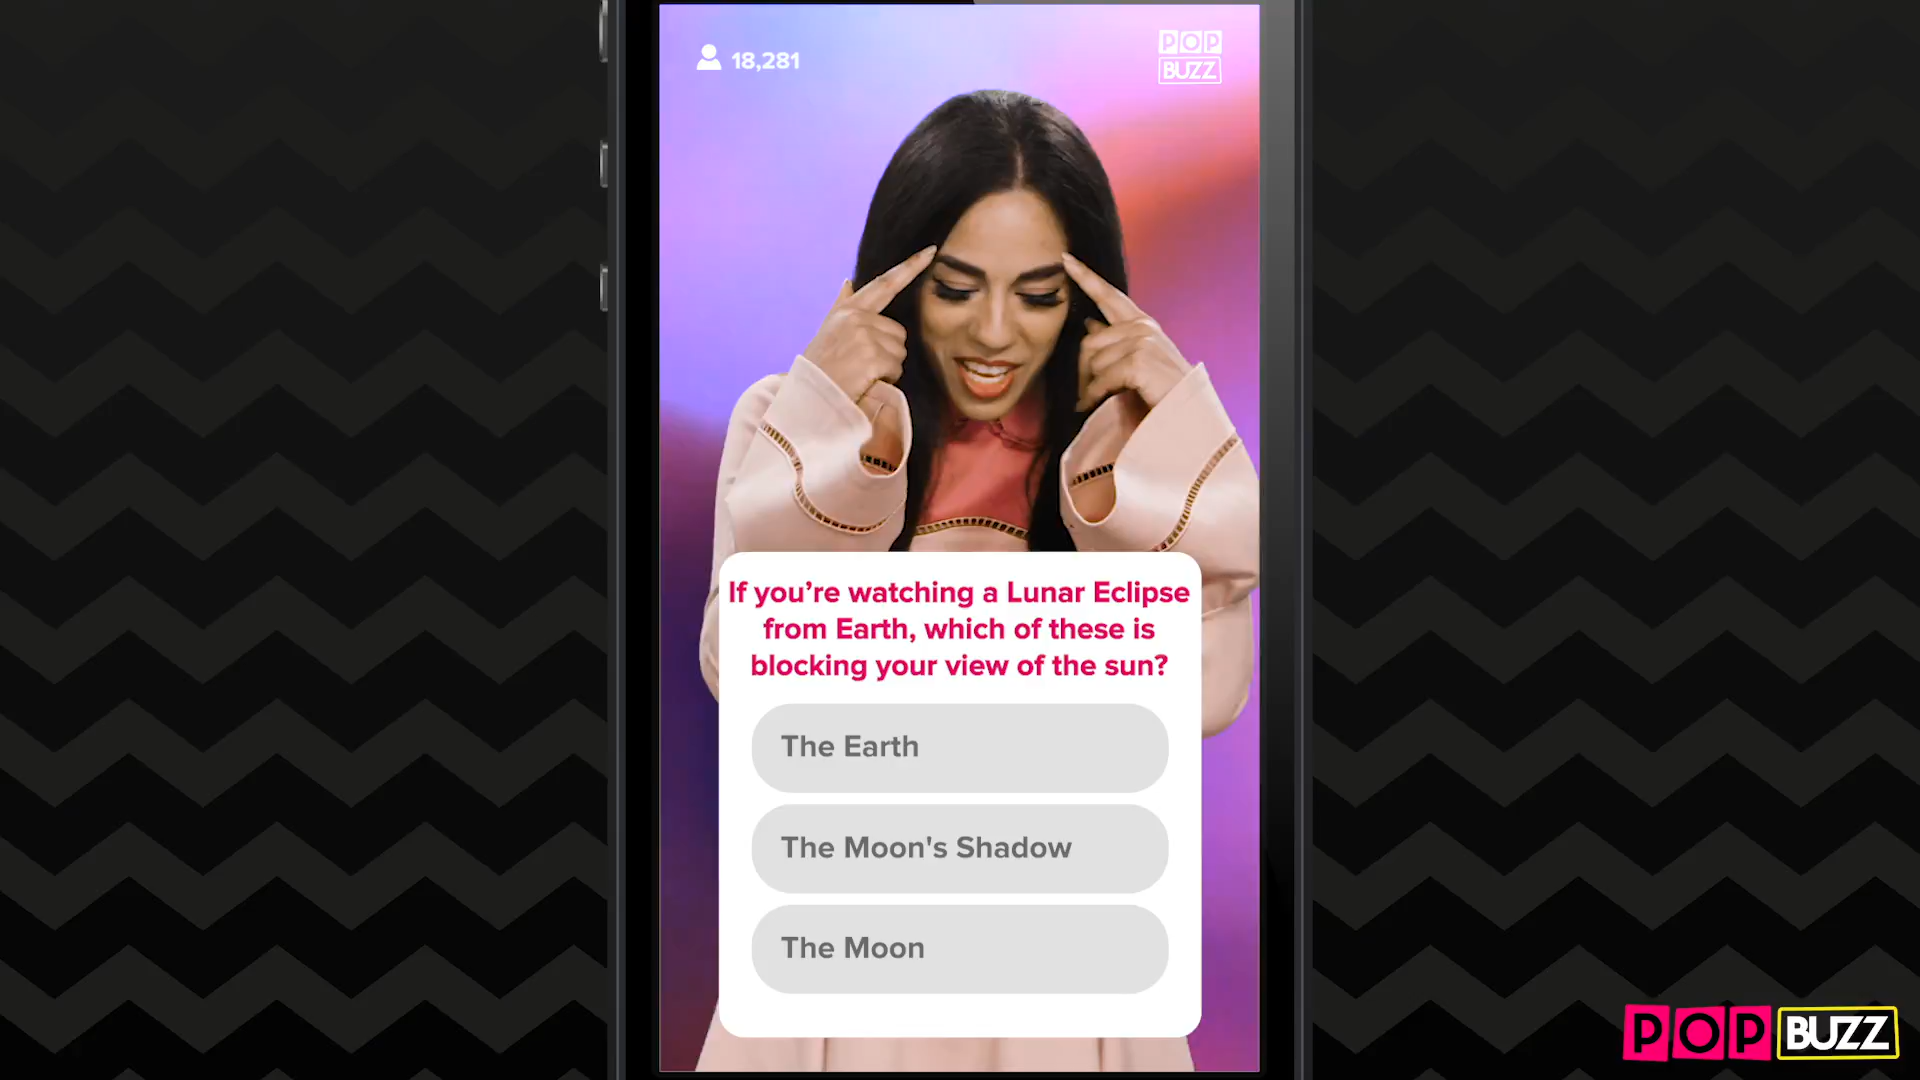 18,281
POP
BUZZ
If you’re watching a Lunar Eclipse
from Earth, which of these is
blocking your view of the sun?
The Earth
The Moon's Shadow
The Moon
POP BUZZ